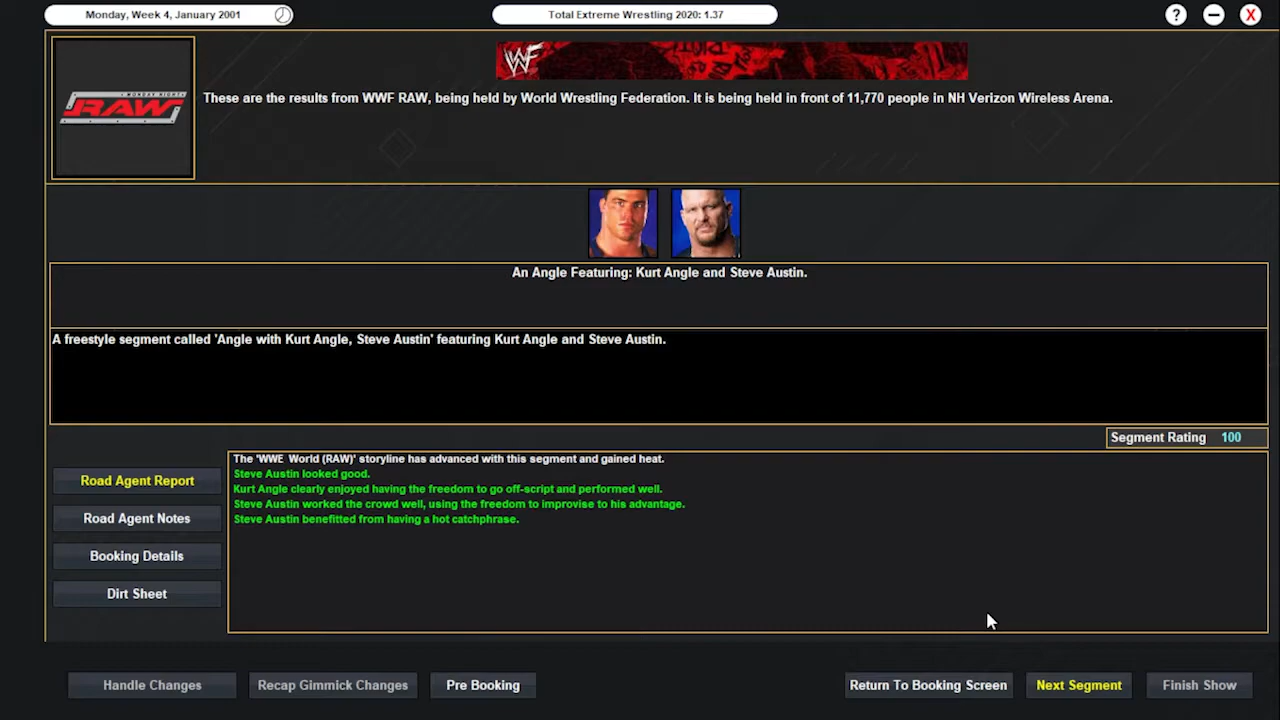 Monday, Week 4, January 2001
Total Extreme Wrestling 2020: 1.37
? X
WF
MONDAY NIGHT
RAW
These are the results from WWF RAW, being held by World Wrestling Federation. It is being held in front of 11,770 people in NH Verizon Wireless Arena.
An Angle Featuring: Kurt Angle and Steve Austin.
A freestyle segment called 'Angle with Kurt Angle, Steve Austin' featuring Kurt Angle and Steve Austin.
Segment Rating 100
Road Agent Report
Road Agent Notes
Booking Details
Dirt Sheet
The 'WWE World (RAW)' storyline has advanced with this segment and gained heat.
Steve Austin looked good.
Kurt Angle clearly enjoyed having the freedom to go off-script and performed well.
Steve Austin worked the crowd well, using the freedom to improvise to his advantage.
Steve Austin benefitted from having a hot catchphrase.
Handle Changes
Recap Gimmick Changes
Pre Booking
Return To Booking Screen
Next Segment
Finish Show